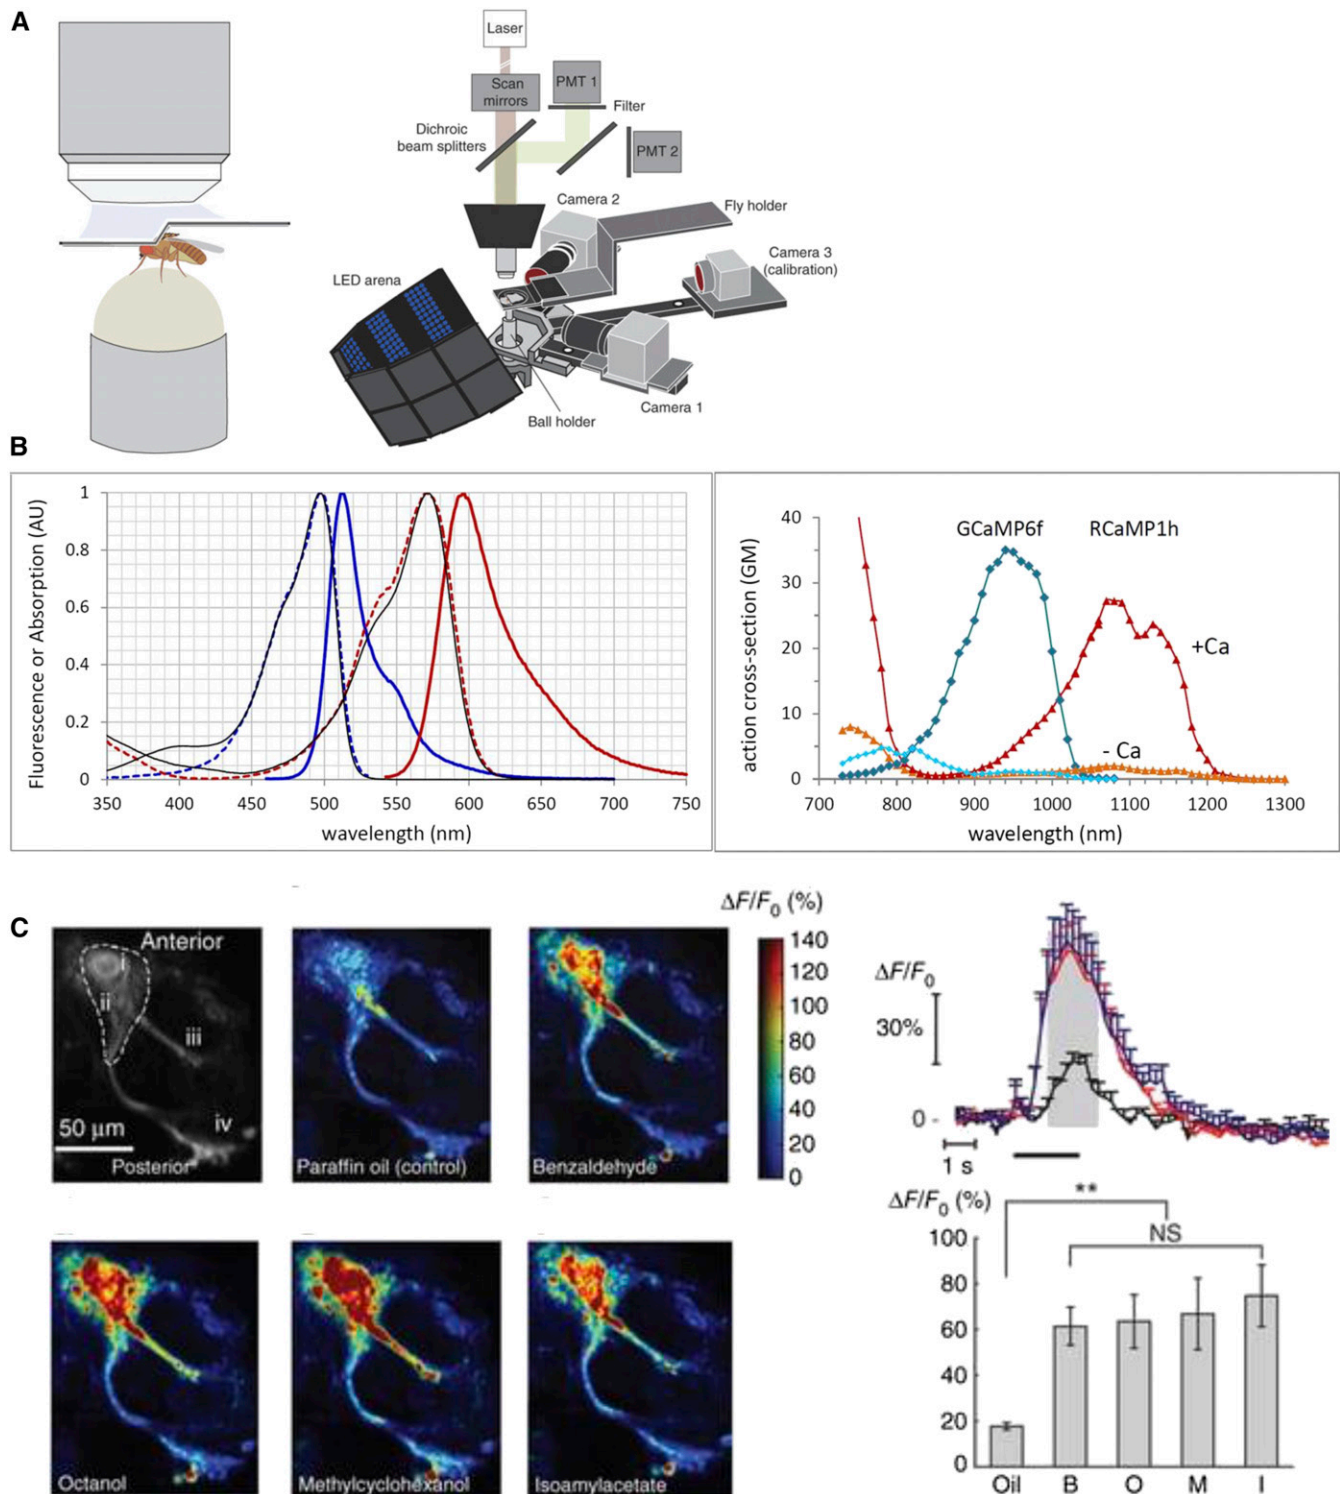 A
Laser
Scan
mirrors
PMT 1
Filter
Dichroic
beam splitters
PMT 2
Camera 2
Fly holder
Camera 3
(calibration)
LED arena
Camera 1
Ball holder
B
Fluorescence or Absorption (AU)
1
0.8
0.6
0.4
0.2
0
350 400 450 500 550 600 650 700 750
wavelength (nm)
action cross-section (GM)
40
30
20
10
0
GCaMP6f RCaMP1h
+Ca
- Ca
700 800 900 1000 1100 1200 1300
wavelength (nm)
C
Anterior
i
ii
iii
iv
50 μm
Posterior
Paraffin oil (control)
Benzaldehyde
ΔF/F0 (%)
140
120
100
80
60
40
20
0
ΔF/F0
30%
0 -
1 s
Octanol
Methylcyclohexanol
Isoamylacetate
ΔF/F0 (%)
**
NS
100
80
60
40
20
0
Oil B O M I